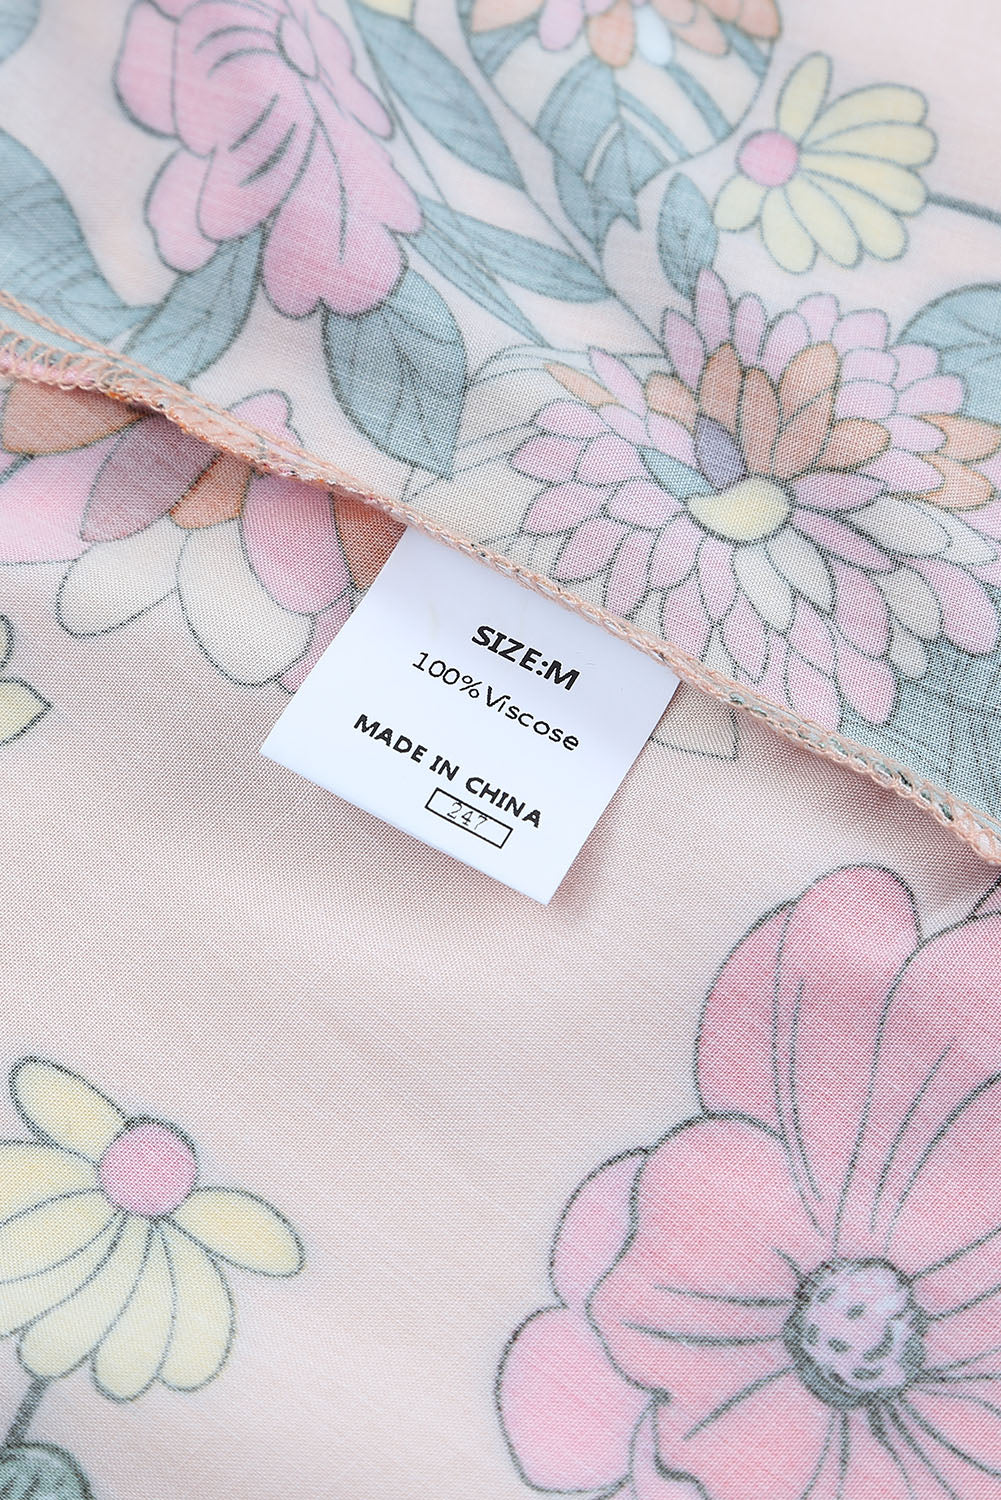 SIZE:M
100%Viscose
MADE IN CHINA
247